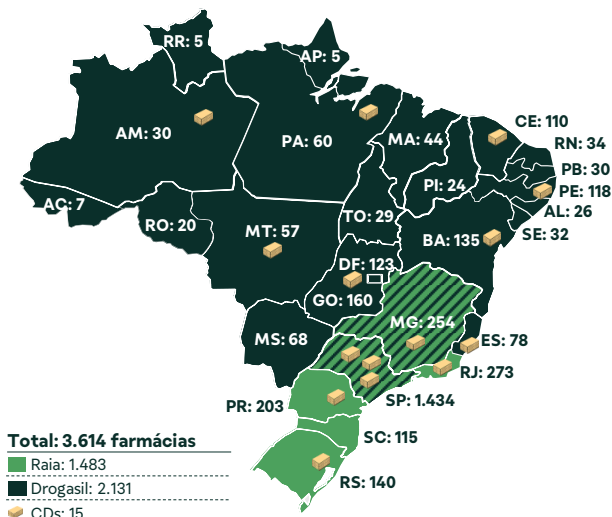 RR: 5
AP: 5
AM: 30
PA: 60
MA: 44
CE: 110
RN: 34
PB: 30
PE: 118
AL: 26
SE: 32
PI: 24
AC: 7
RO: 20
MT: 57
TO: 29
BA: 135
DF: 123
GO: 160
MG: 254
MS: 68
ES: 78
RJ: 273
SP: 1.434
PR: 203
SC: 115
RS: 140
Total: 3.614 farmácias
Raia: 1.483
Drogasil: 2.131
CDs: 15